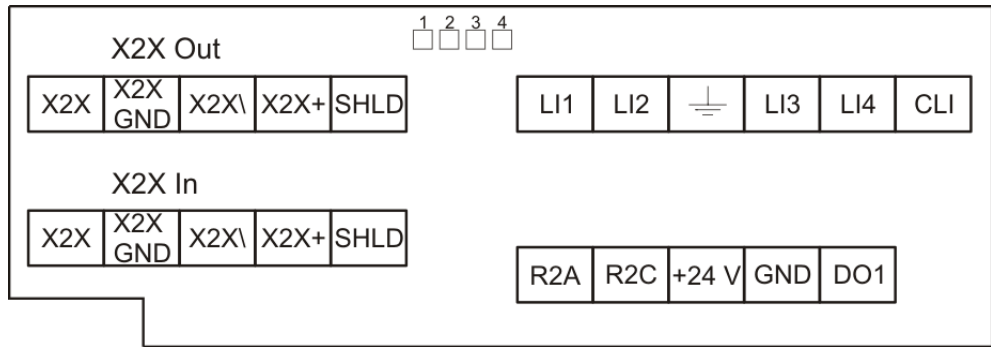 1 2 3 4
X2X Out
X2X X2X GND X2X\ X2X+ SHLD
LI1 LI2 LI3 LI4 CLI
X2X In
X2X X2X GND X2X\ X2X+ SHLD
R2A R2C +24 V GND DO1